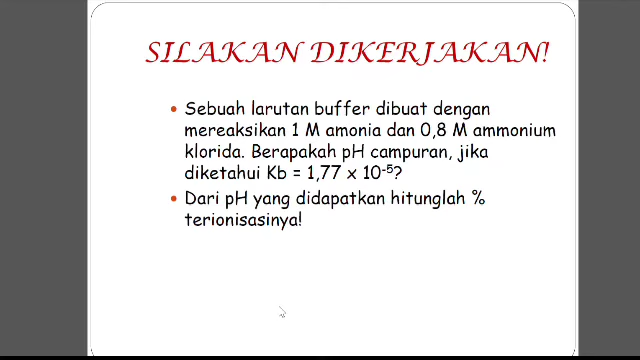 SILAKAN DIKERJAKAN!
• Sebuah larutan buffer dibuat dengan
mereaksikan 1 M amonia dan 0,8 M ammonium
klorida. Berapakah pH campuran, jika
diketahui Kb = 1,77 x 10⁻⁵?
• Dari pH yang didapatkan hitunglah %
terionisasinya!